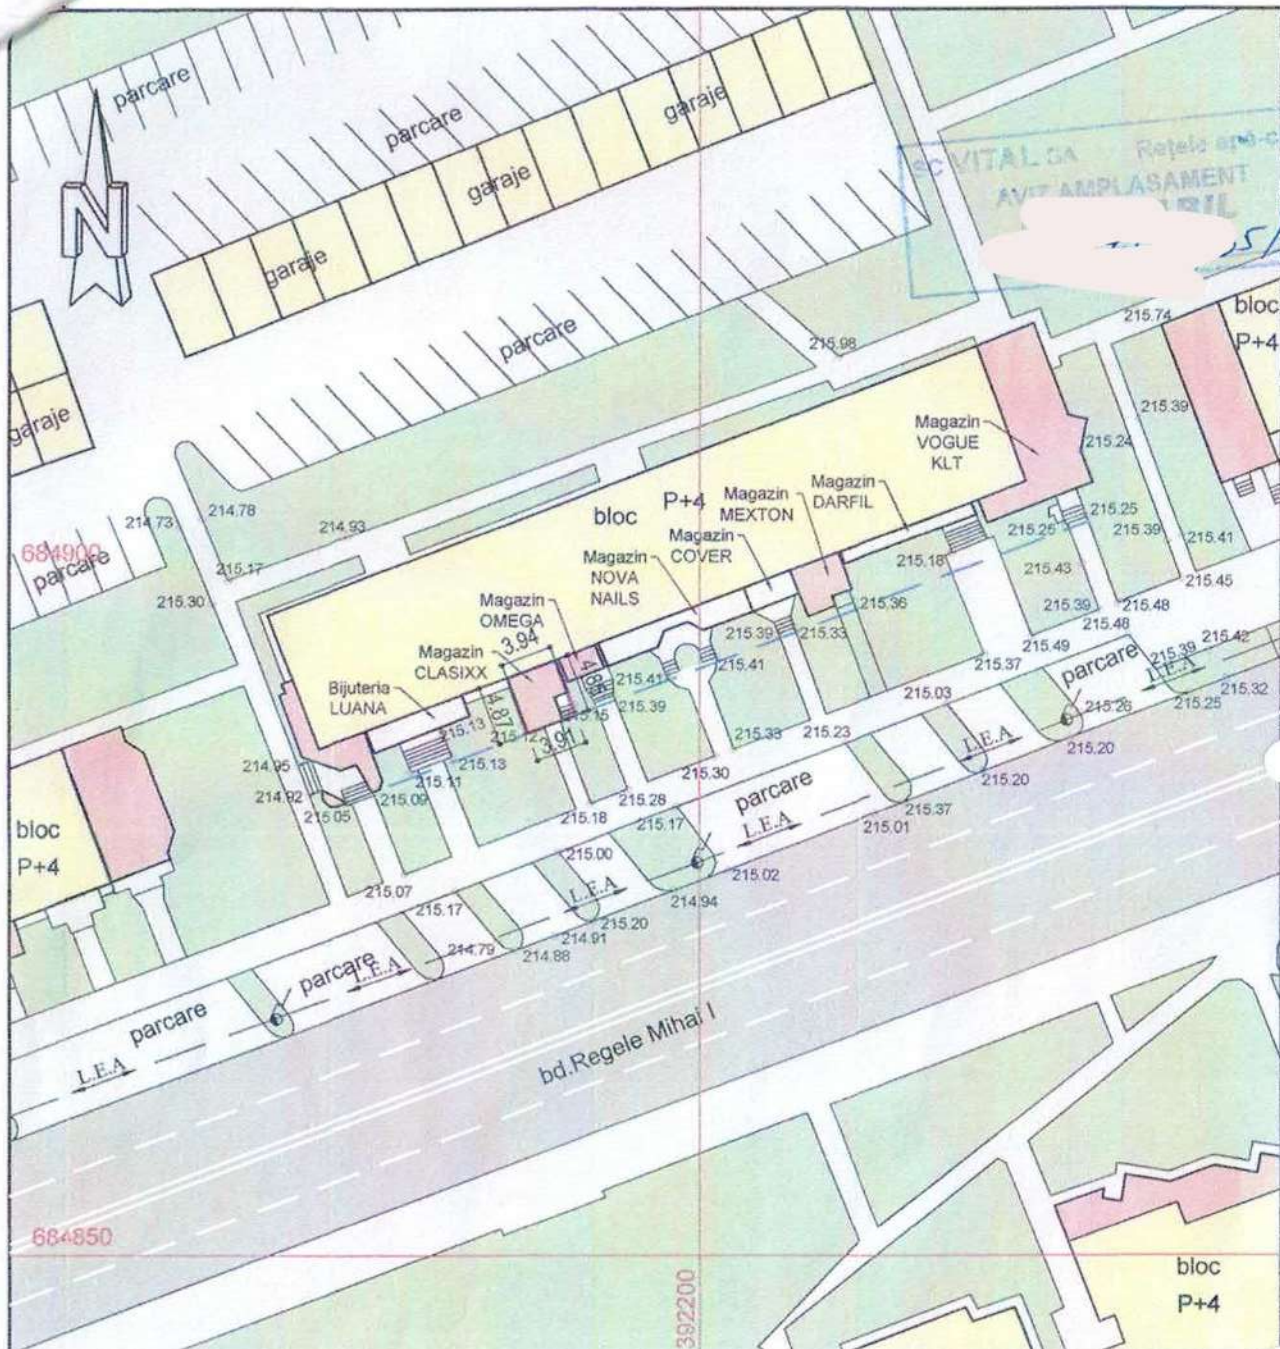 parcare
parcare
garaje
garaje
garaje
N
SC VITAL SA
AVIZ AMPLASAMENT
parcare
garaje
215.98
215.74
bloc
P+4
215.39
Magazin
VOGUE
KLT
215.24
Magazin
DARFIL
Magazin
MEXTON
bloc
P+4
214.78
214.73
214.93
684900
parcare
215.17
215.30
Magazin
COVER
215.18
215.25
215.25
215.39
215.41
215.43
215.45
215.39
215.48
215.48
215.49
Magazin
NOVA
NAILS
Magazin
OMEGA
3.94
215.39
215.33
215.36
Magazin
CLASIXX
4.85
215.41
215.41
215.37
parcare
215.39
215.42
L.E.A
Bijuteria
LUANA
4.87
215.13
215.12
215.15
215.39
215.03
215.26
215.25
215.32
3.91
215.33
215.23
L.E.A
215.20
214.95
215.13
215.11
215.30
215.20
214.92
215.05
215.09
215.28
parcare
215.37
bloc
P+4
215.18
215.17
L.E.A
215.01
215.00
215.02
215.07
L.E.A
214.94
215.17
215.20
214.91
214.79
214.88
parcare
L.E.A
parcare
L.E.A
bd.Regele Mihai I
684850
392200
bloc
P+4